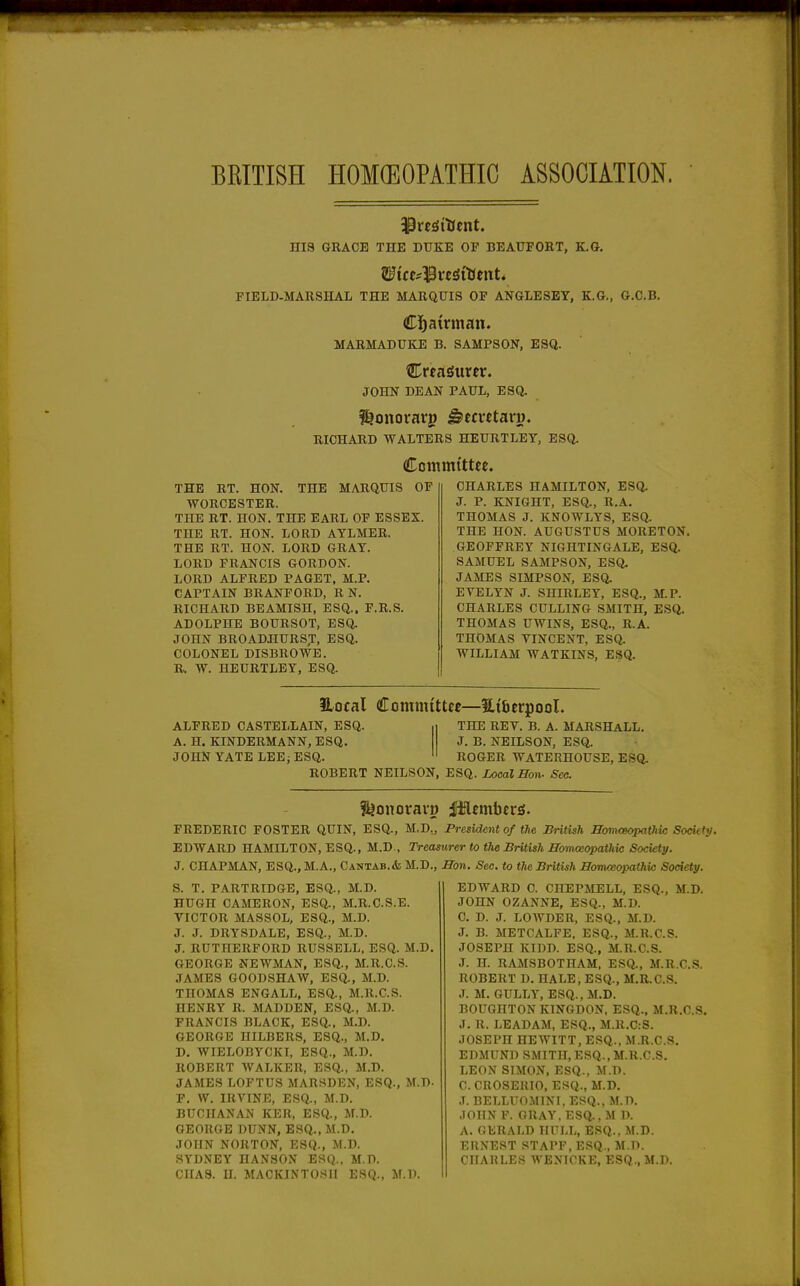 BRITISH HOMŒOPATHIC ASSOCIATION.
President.
HIS GRACE THE DUKE OF BEAUFORT, K.G.
Vice-President.
FIELD-MARSHAL THE MARQUIS OF ANGLESEY, K.G., G.C.B.
Chairman.
MARMADUKE B. SAMPSON, ESQ.
Treasurer.
JOHN DEAN PAUL, ESQ.
Honorary Secretary.
RICHARD WALTERS HEURTLEY, ESQ.
Committee.
THE RT. HON. THE MARQUIS OF
WORCESTER.
THE RT. HON. THE EARL OF ESSEX.
THE RT. HON. LORD AYLMER.
THE RT. HON. LORD GRAY.
LORD FRANCIS GORDON.
LORD ALFRED PAGET, M.P.
CAPTAIN BRANFORD, R N.
RICHARD BEAMISH, ESQ., F.R.S.
ADOLPHE BOURSOT, ESQ.
JOHN BROADHURST, ESQ.
COLONEL DISBROWE.
R. W. HEURTLEY, ESQ.
CHARLES HAMILTON, ESQ.
J. P. KNIGHT, ESQ., R.A.
THOMAS J. KNOWLYS, ESQ.
THE HON. AUGUSTUS MORETON.
GEOFFREY NIGHTINGALE, ESQ.
SAMUEL SAMPSON, ESQ.
JAMES SIMPSON, ESQ.
EVELYN J. SHIRLEY, ESQ., M.P.
CHARLES CULLING SMITH, ESQ.
THOMAS UWINS, ESQ., R.A.
THOMAS VINCENT, ESQ.
WILLIAM WATKINS, ESQ.
Local Committee—Liverpool.
ALFRED CASTELLAIN, ESQ.
A. H. KINDERMANN, ESQ.
JOHN YATE LEE, ESQ.
THE REV. B. A. MARSHALL.
J. B. NEILSON, ESQ.
ROGER WATERHOUSE, ESQ.
ROBERT NEILSON, ESQ. Local Hon. Sec.
Honorary Members.
FREDERIC FOSTER QUIN, ESQ., M.D., President of the British Homœopathic Society.
EDWARD HAMILTON, ESQ., M.D., Treasurer to the British Homœopathic Society.
J. CHAPMAN, ESQ., M.A., CANTAB. & M.D., Hon. Sec. to the British Homœopathic Society.
S. T. PARTRIDGE, ESQ., M.D.
HUGH CAMERON, ESQ., M.R.C.S.E.
VICTOR MASSOL, ESQ., M.D.
J. J. DRYSDALE, ESQ., M.D.
J. RUTHERFORD RUSSELL, ESQ. M.D.
GEORGE NEWMAN, ESQ., M.R.C.S.
JAMES GOODSHAW, ESQ., M.D.
THOMAS ENGALL, ESQ., M.R.C.S.
HENRY R. MADDEN, ESQ., M.D.
FRANCIS BLACK, ESQ., M.D.
GEORGE HILBERS, ESQ., M.D.
D. WIELOBYCKI, ESQ., M.D.
ROBERT WALKER, ESQ., M.D.
JAMES LOFTUS MARSDEN, ESQ., M.D.
F. W. IRVINE, ESQ., M.D.
BUCHANAN KER, ESQ., M.D.
GEORGE DUNN, ESQ., M.D.
JOHN NORTON, ESQ., M.D.
SYDNEY HANSON ESQ., M.D.
CHAS. H. MACKINTOSH ESQ., M.D.
EDWARD C. CHEPMELL, ESQ., M.D.
JOHN OZANNE, ESQ., M.D.
C. D. J. LOWDER, ESQ., M.D.
J. B. METCALFE, ESQ., M.R.C.S.
JOSEPH KIDD. ESQ., M.R.C.S.
J. H. RAMSBOTHAM, ESQ., M.R.C.S.
ROBERT D. HALE, ESQ., M.R.C.S.
J. M. GULLY, ESQ., M.D.
BOUGHTON KINGDON, ESQ., M.R.C.S.
J. R. LEADAM, ESQ., M.R.C.S.
JOSEPH HEWITT, ESQ., M.R.C.S.
EDMUND SMITH, ESQ., M.R.C.S.
LEON SIMON, ESQ., M.D.
C. CROSERIO, ESQ., M.D.
J. BELLUOMINI, ESQ., M.D.
JOHN F. GRAY, ESQ., M D.
A. GERALD HULL, ESQ., M.D.
ERNEST STAPF, ESQ., M.D.
CHARLES WENICKE, ESQ., M.D.